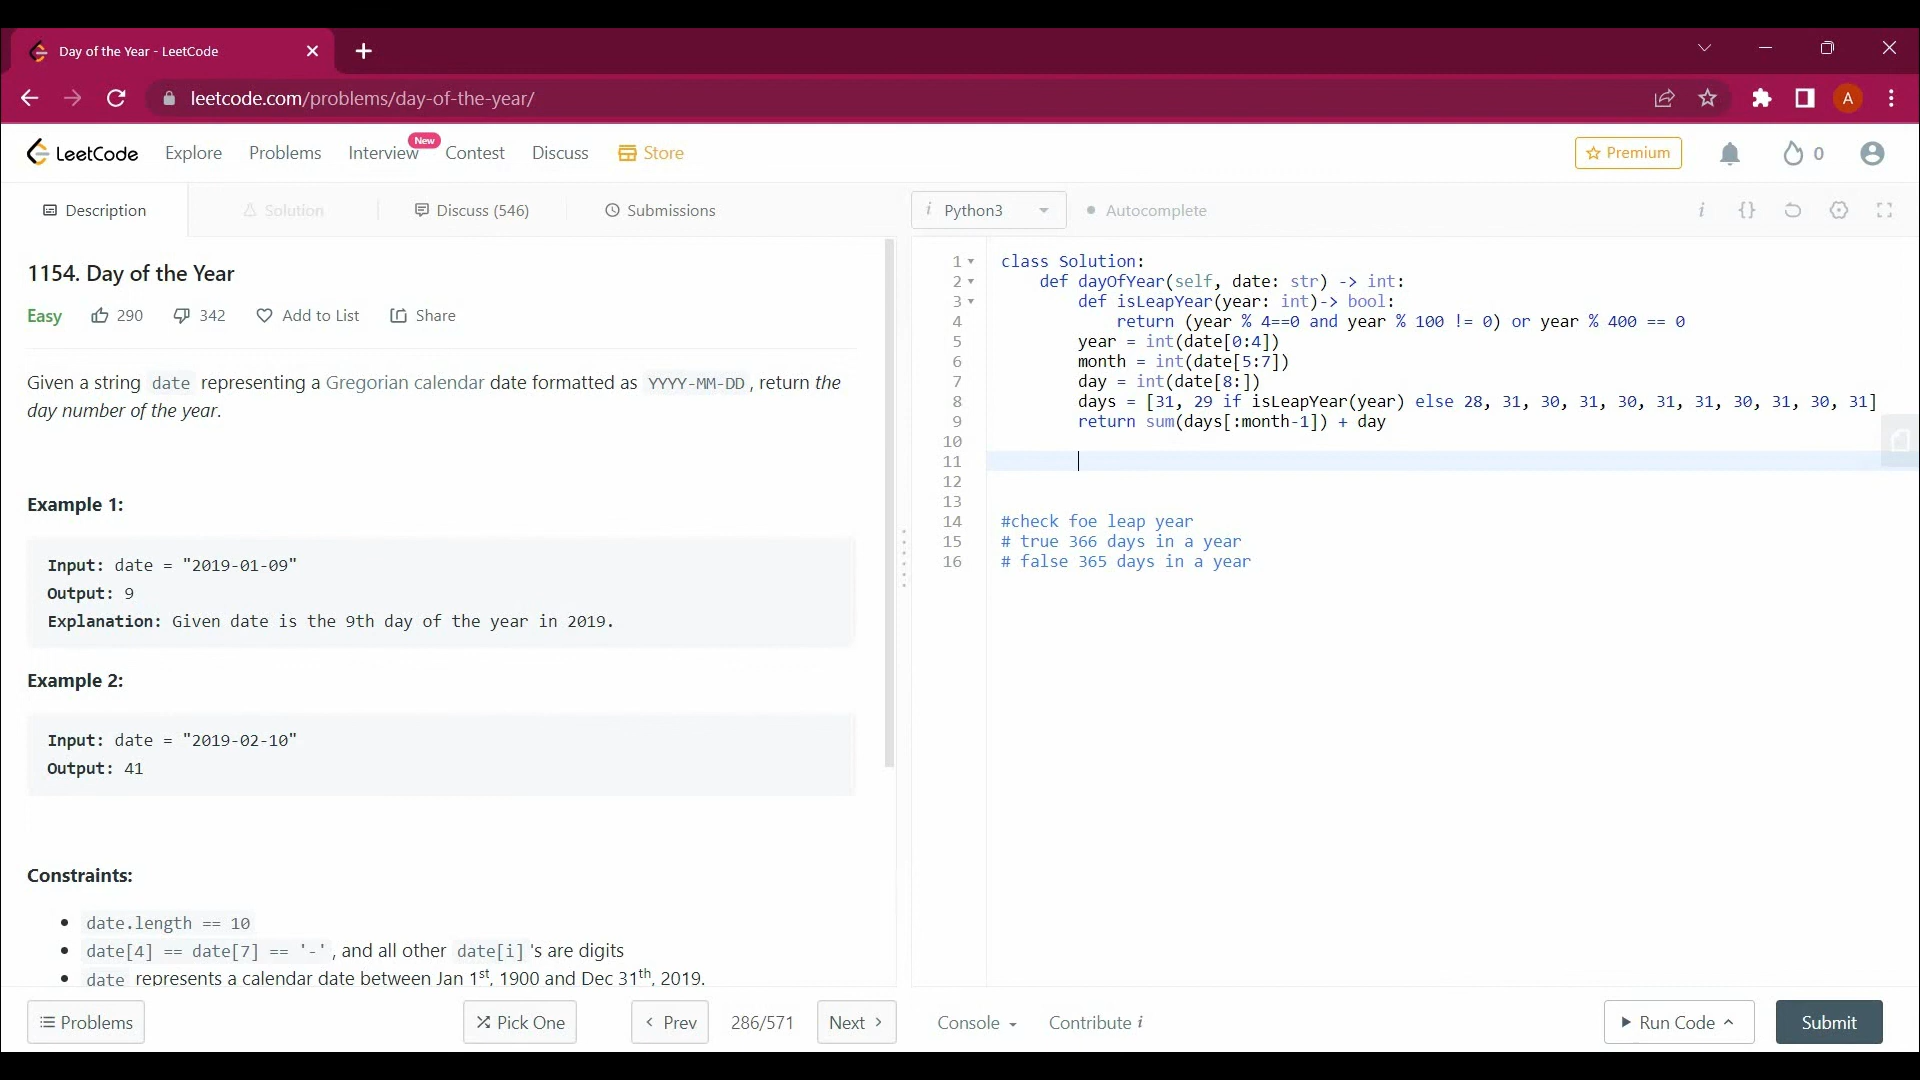 Day of the Year - LeetCode
leetcode.com/problems/day-of-the-year/
A
LeetCode
Explore
Problems
Interview
New
Contest
Discuss
Store
Premium
0
Description
Solution
Discuss (546)
Submissions
i Python3
Autocomplete
i {}
1154. Day of the Year
Easy
290
342
Add to List
Share
Given a string date representing a Gregorian calendar date formatted as YYYY-MM-DD, return the
day number of the year.
Example 1:
Input: date = "2019-01-09"
Output: 9
Explanation: Given date is the 9th day of the year in 2019.
Example 2:
Input: date = "2019-02-10"
Output: 41
Constraints:
• date.length == 10
• date[4] == date[7] == '-', and all other date[i]'s are digits
• date represents a calendar date between Jan 1st, 1900 and Dec 31th, 2019.
1 class Solution:
2 def dayOfYear(self, date: str) -> int:
3 def isLeapYear(year: int)-> bool:
4 return (year % 4==0 and year % 100 != 0) or year % 400 == 0
5 year = int(date[0:4])
6 month = int(date[5:7])
7 day = int(date[8:])
8 days = [31, 29 if isLeapYear(year) else 28, 31, 30, 31, 30, 31, 31, 30, 31, 30, 31]
9 return sum(days[:month-1]) + day
10
11
12
13
14 #check foe leap year
15 # true 366 days in a year
16 # false 365 days in a year
Problems
Pick One
Prev
286/571
Next
Console
Contribute i
Run Code
Submit